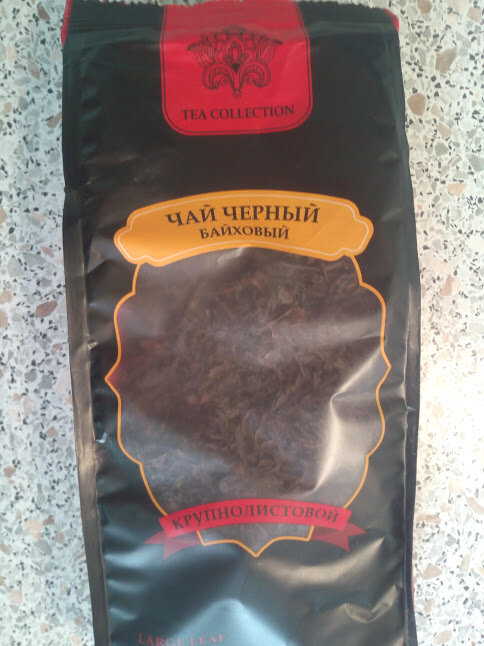 TEA COLLECTION
ЧАЙ ЧЕРНЫЙ
БАЙХОВЫЙ
КРУПНОЛИСТОВОЙ
LARGE LEAF